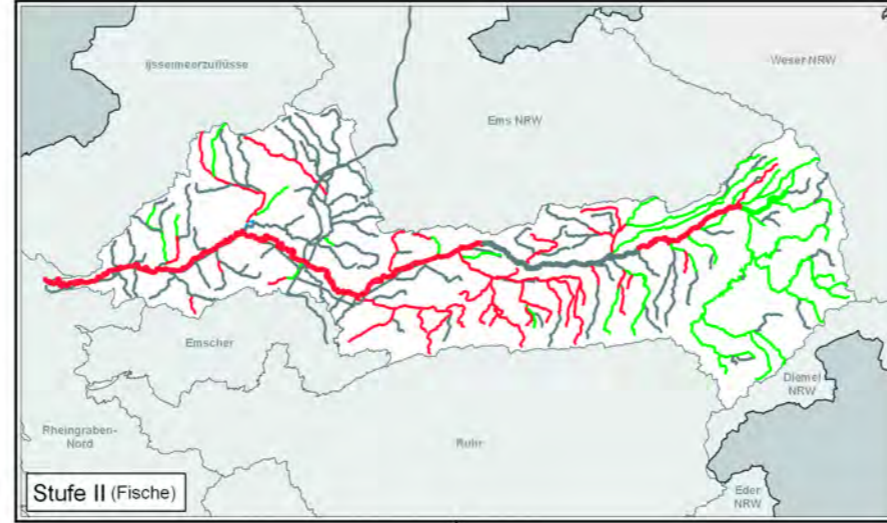 Weser NRW
Ijsselmeerzuflüsse
Ems NRW
Emscher
Diemel
NRW
Rheingraben-
Nord
Ruhr
Stufe II (Fische)
Eder
NRW